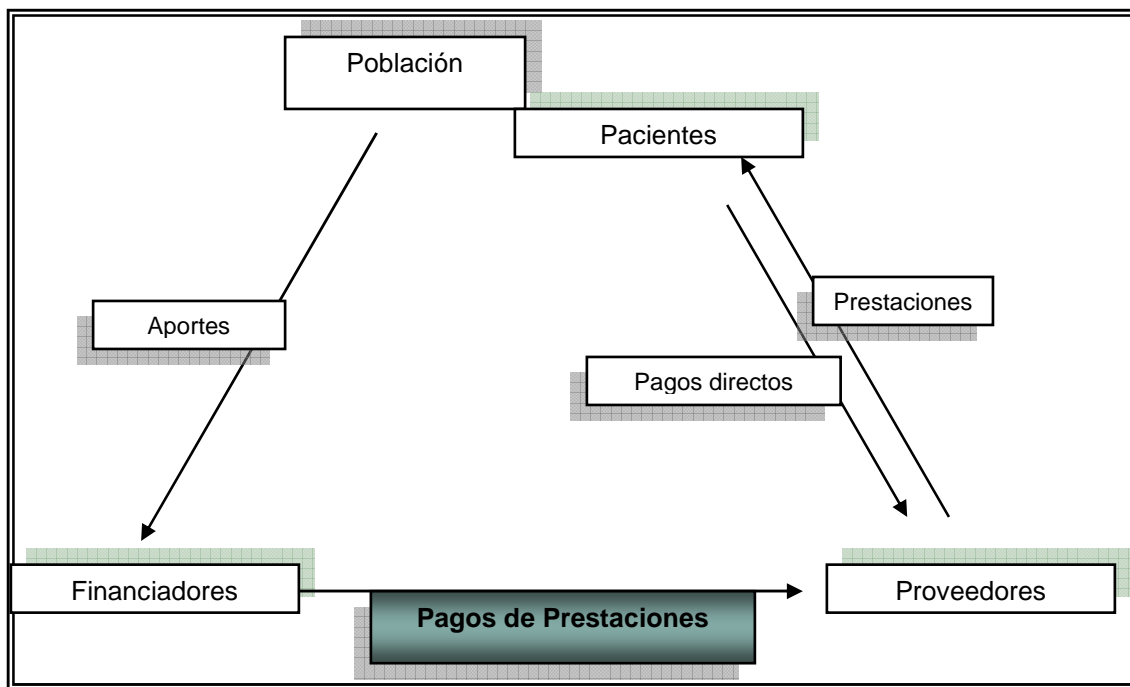 Población
Pacientes
Prestaciones
Aportes
Pagos directos
Financiadores
Proveedores
Pagos de Prestaciones